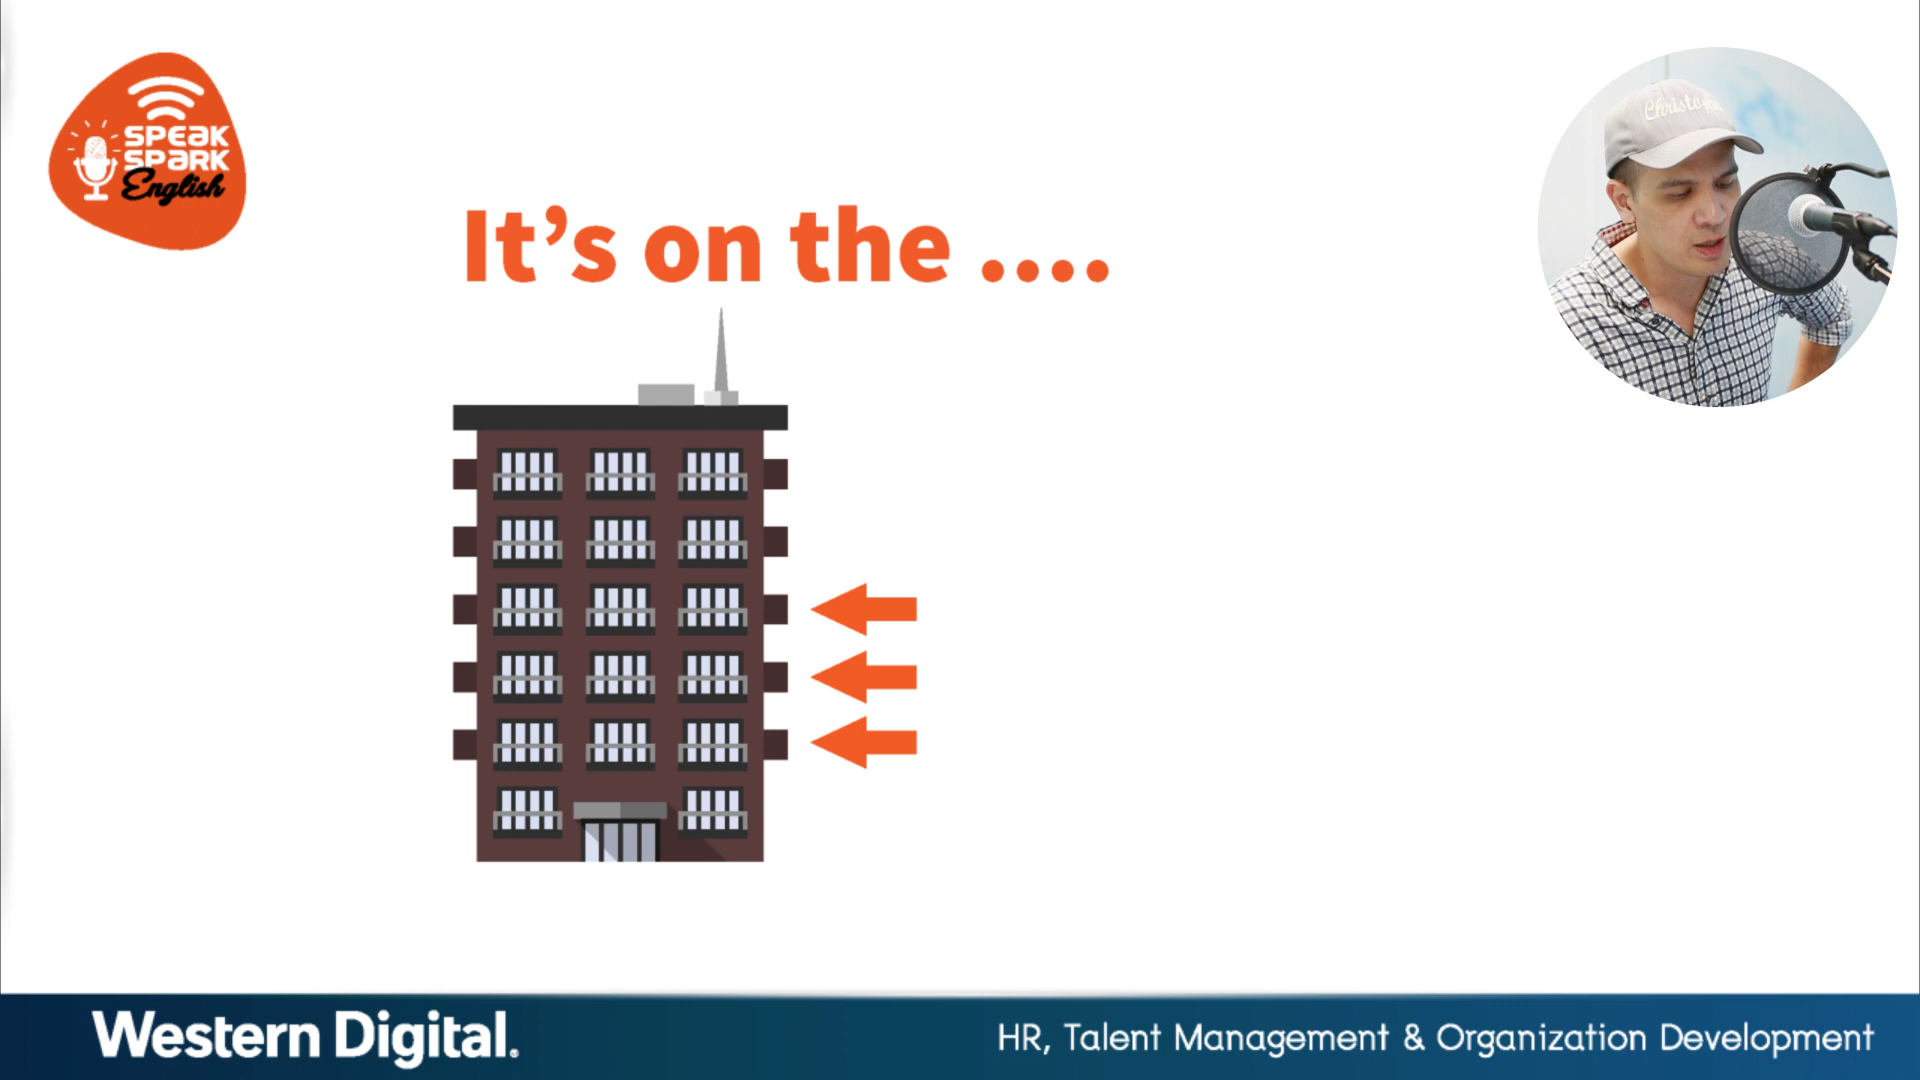 SPEAK
SPARK
English
It's on the ....
Western Digital.
HR, Talent Management & Organization Development